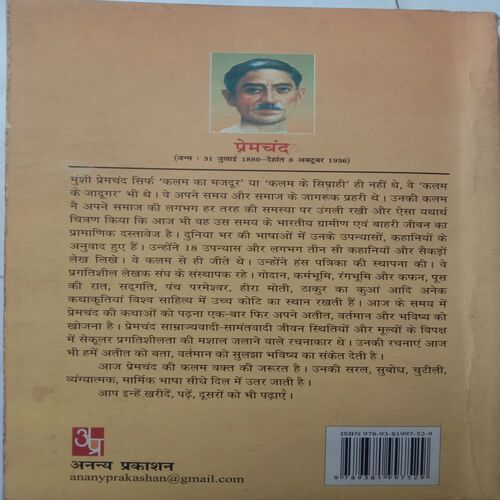 प्रेमचंद
(जन्म : 31 जुलाई 1880–देहांत 8 अक्टूबर 1936)
मुंशी प्रेमचंद सिर्फ 'कलम का मजदूर' या 'कलम के सिपाही' ही नहीं थे, वे 'कलम
के जादूगर' भी थे। वे अपने समय और समाज के जागरूक प्रहरी थे। उनकी कलम
ने अपने समाज की लगभग हर तरह की समस्या पर उंगली रखी और ऐसा यथार्थ
चित्रण किया कि आज भी वह उस समय के भारतीय ग्रामीण एवं बाहरी जीवन का
प्रामाणिक दस्तावेज है। दुनिया भर की भाषाओं में उनके उपन्यासों, कहानियों के
अनुवाद हुए हैं। उन्होंने 18 उपन्यास और लगभग तीन सौ कहानियाँ और सैकड़ों
लेख लिखे। वे कलम से ही जीते थे। उन्होंने हंस पत्रिका की स्थापना की। वे
प्रगतिशील लेखक संघ के संस्थापक रहे। गोदान, कर्मभूमि, रंगभूमि और कफन, पूस
की रात, सद्गति, पंच परमेश्वर, हीरा मोती, ठाकुर का कुआं आदि अनेक
कथाकृतियां विश्व साहित्य में उच्च कोटि का स्थान रखती हैं। आज के समय में
प्रेमचंद की कथाओं को पढ़ना एक-बार फिर अपने अतीत, वर्तमान और भविष्य को
खोजना है। प्रेमचंद साम्राज्यवादी-सामंतवादी जीवन स्थितियों और मूल्यों के विपक्ष
में सेकुलर प्रगतिशीलता की मशाल जलाने वाले रचनाकार थे। उनकी रचनाएं आज
भी हमें अतीत को बता, वर्तमान को सुलझा भविष्य का संकेत देती है।
आज प्रेमचंद की कलम वक्त की जरूरत है। उनकी सरल, सुबोध, चुटीली,
व्यंग्यात्मक, मार्मिक भाषा सीधे दिल में उतर जाती है।
आप इन्हें खरीदें, पढ़ें, दूसरों को भी पढ़ाएं।
अप्र
अनन्य प्रकाशन
ananyprakashan@gmail.com
ISBN 978-93-81997-52-9
9 789381 997529